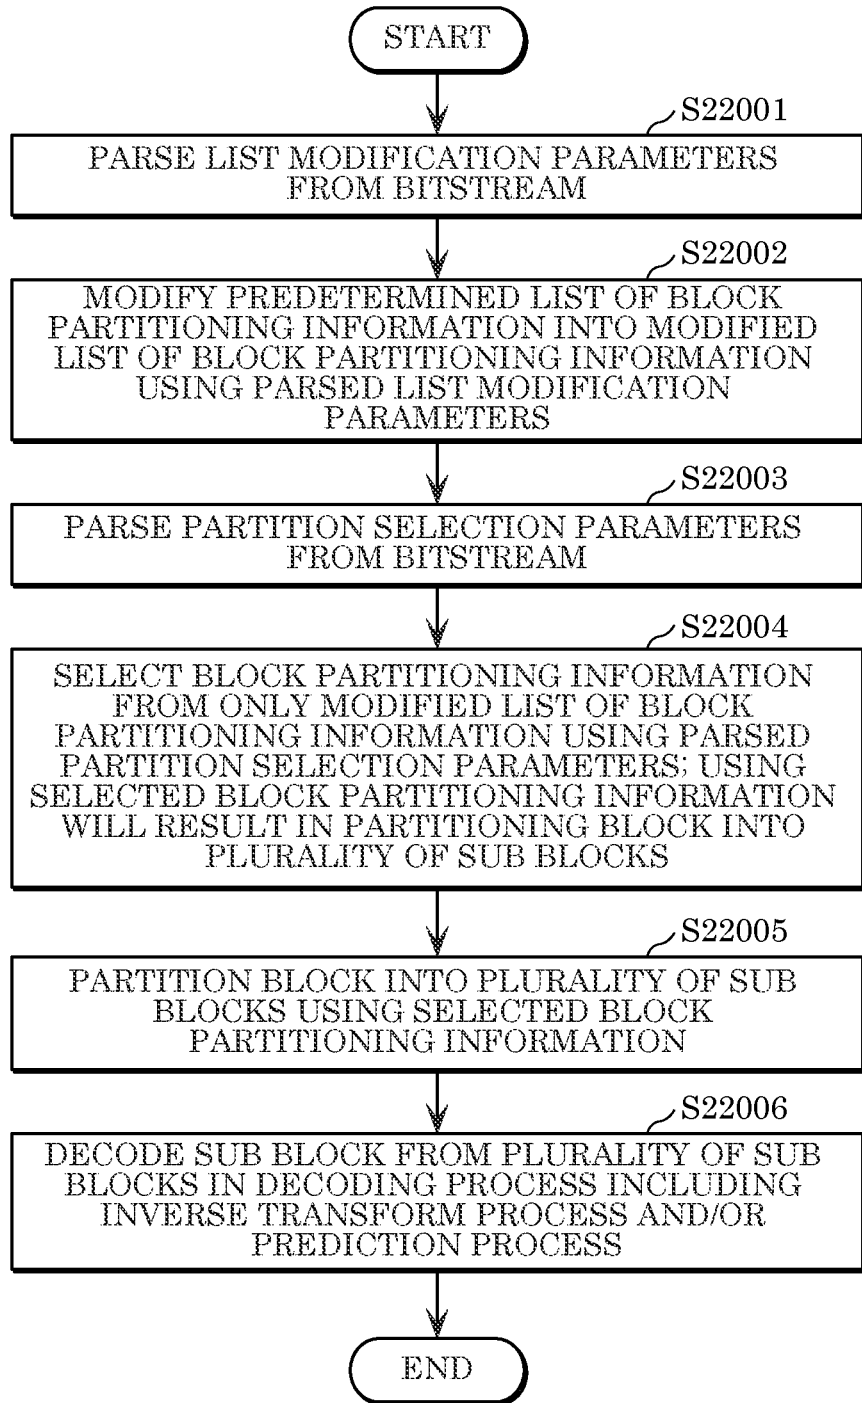 START
S22001
PARSE LIST MODIFICATION PARAMETERS
FROM BITSTREAM
S22002
MODIFY PREDETERMINED LIST OF BLOCK
PARTITIONING INFORMATION INTO MODIFIED
LIST OF BLOCK PARTITIONING INFORMATION
USING PARSED LIST MODIFICATION
PARAMETERS
S22003
PARSE PARTITION SELECTION PARAMETERS
FROM BITSTREAM
S22004
SELECT BLOCK PARTITIONING INFORMATION
FROM ONLY MODIFIED LIST OF BLOCK
PARTITIONING INFORMATION USING PARSED
PARTITION SELECTION PARAMETERS; USING
SELECTED BLOCK PARTITIONING INFORMATION
WILL RESULT IN PARTITIONING BLOCK INTO
PLURALITY OF SUB BLOCKS
S22005
PARTITION BLOCK INTO PLURALITY OF SUB
BLOCKS USING SELECTED BLOCK
PARTITIONING INFORMATION
S22006
DECODE SUB BLOCK FROM PLURALITY OF SUB
BLOCKS IN DECODING PROCESS INCLUDING
INVERSE TRANSFORM PROCESS AND/OR
PREDICTION PROCESS
END